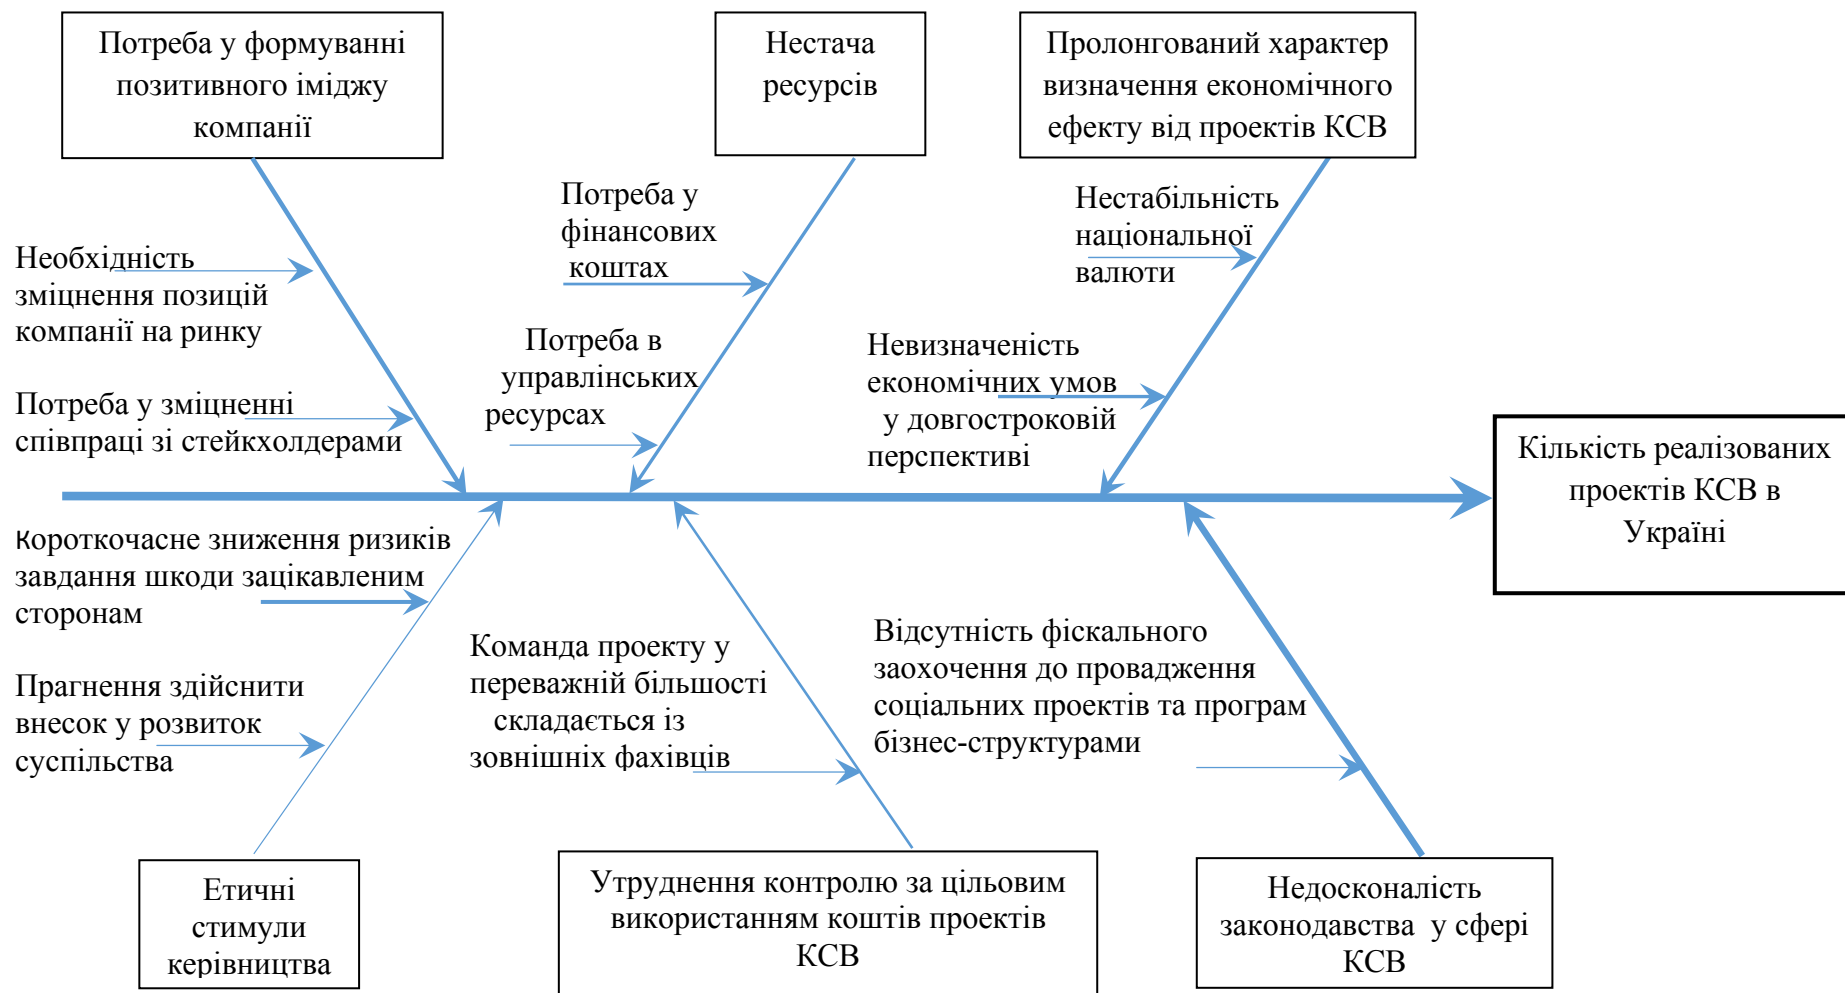 Потреба у формуванні
позитивного іміджу
компанії
Нестача
ресурсів
Пролонгований характер
визначення економічного
ефекту від проектів КСВ
Необхідність
зміцнення позицій
компанії на ринку
Потреба у зміцненні
співпраці зі стейкхолдерами
Потреба у
фінансових
коштах
Потреба в
управлінських
ресурсах
Нестабільність
національної
валюти
Невизначеність
економічних умов
у довгостроковій
перспективі
Кількість реалізованих
проектів КСВ в
Україні
Короткочасне зниження ризиків
завдання шкоди зацікавленим
сторонам
Прагнення здійснити
внесок у розвиток
суспільства
Команда проекту у
переважній більшості
складається із
зовнішніх фахівців
Відсутність фіскального
заохочення до провадження
соціальних проектів та програм
бізнес-структурами
Етичні
стимули
керівництва
Утруднення контролю за цільовим
використанням коштів проектів
КСВ
Недосконалість
законодавства у сфері
КСВ